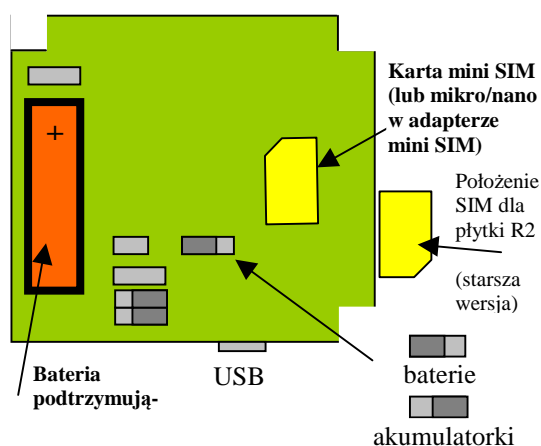 Karta mini SIM
(lub mikro/nano
w adapterze
mini SIM)
+
Położenie
SIM dla
płytki R2
(starsza
wersja)
Bateria
podtrzymują-
USB
baterie
akumulatorki